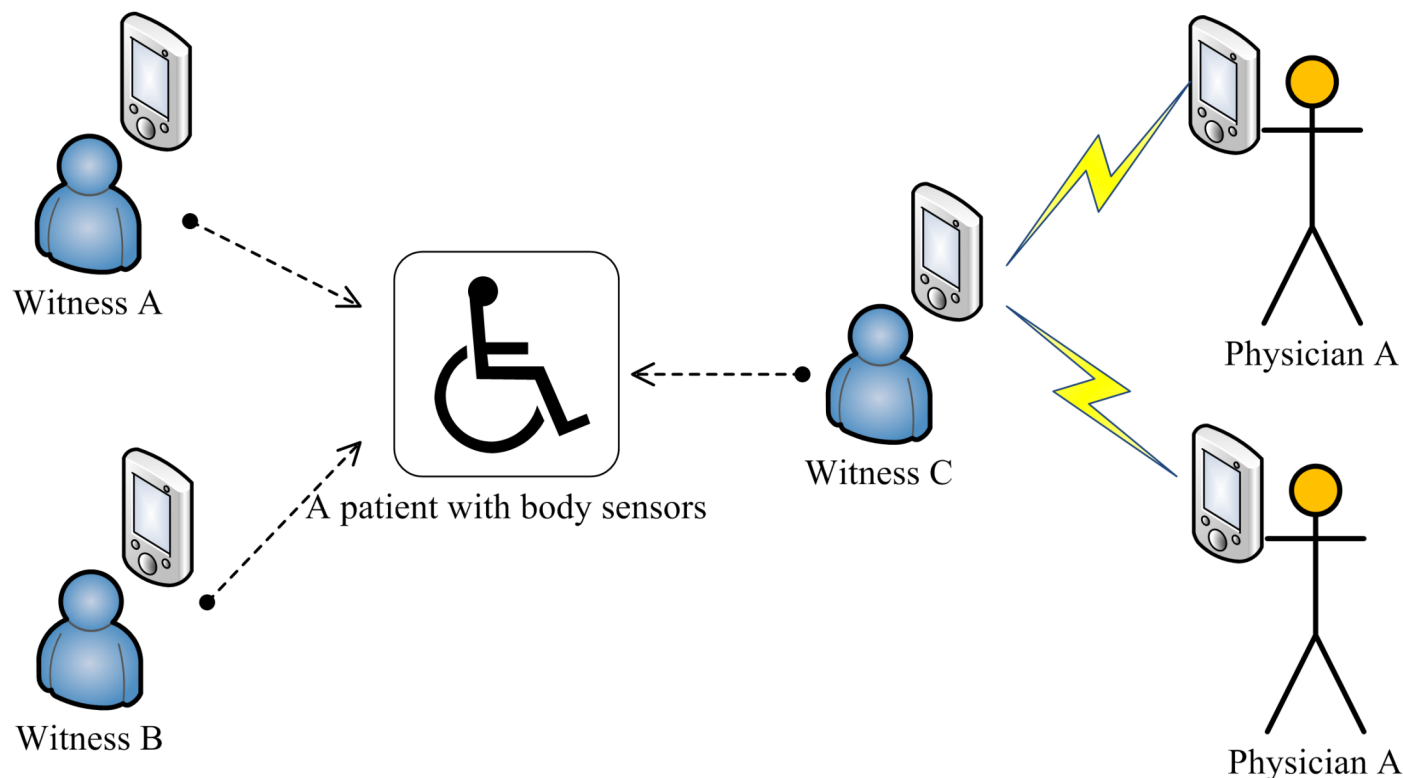 Witness A
Physician A
Witness C
A patient with body sensors
Witness B
Physician A